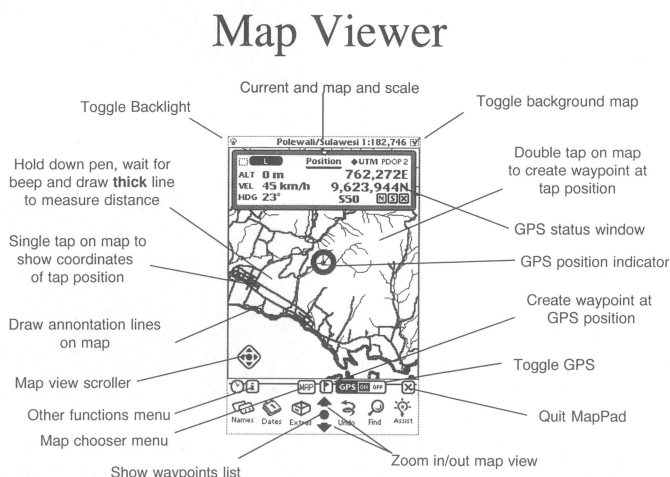 Map Viewer
Current and map and scale
Toggle Backlight
Toggle background map
Polewali/Sulawesi 1:182,746
L Position ◆UTM PDOP 2
ALT 0 m 762,272E
VEL 45 km/h 9,623,944N
HDG 23° S50 N S X
Hold down pen, wait for
beep and draw thick line
to measure distance
Double tap on map
to create waypoint at
tap position
GPS status window
Single tap on map to
show coordinates
of tap position
GPS position indicator
Create waypoint at
GPS position
Draw annontation lines
on map
Toggle GPS
Map view scroller
MAP GPS ON OFF X
Other functions menu
Quit MapPad
Names Dates Extras Undo Find Assist
Map chooser menu
Zoom in/out map view
Show waypoints list